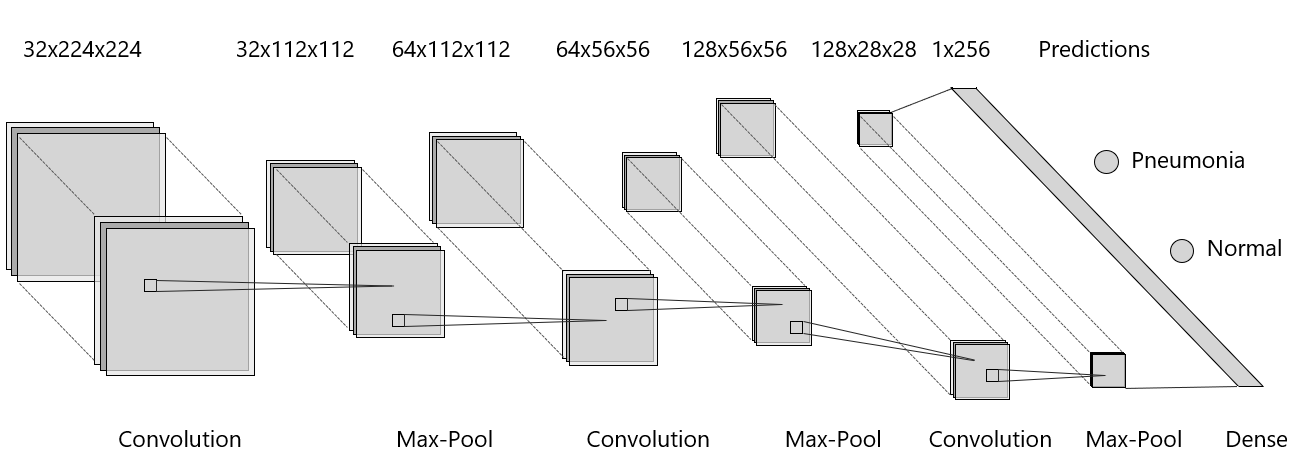 32x224x224 32x112x112 64x112x112 64x56x56 128x56x56 128x28x28 1x256 Predictions
Pneumonia
Normal
Convolution Max-Pool Convolution Max-Pool Convolution Max-Pool Dense